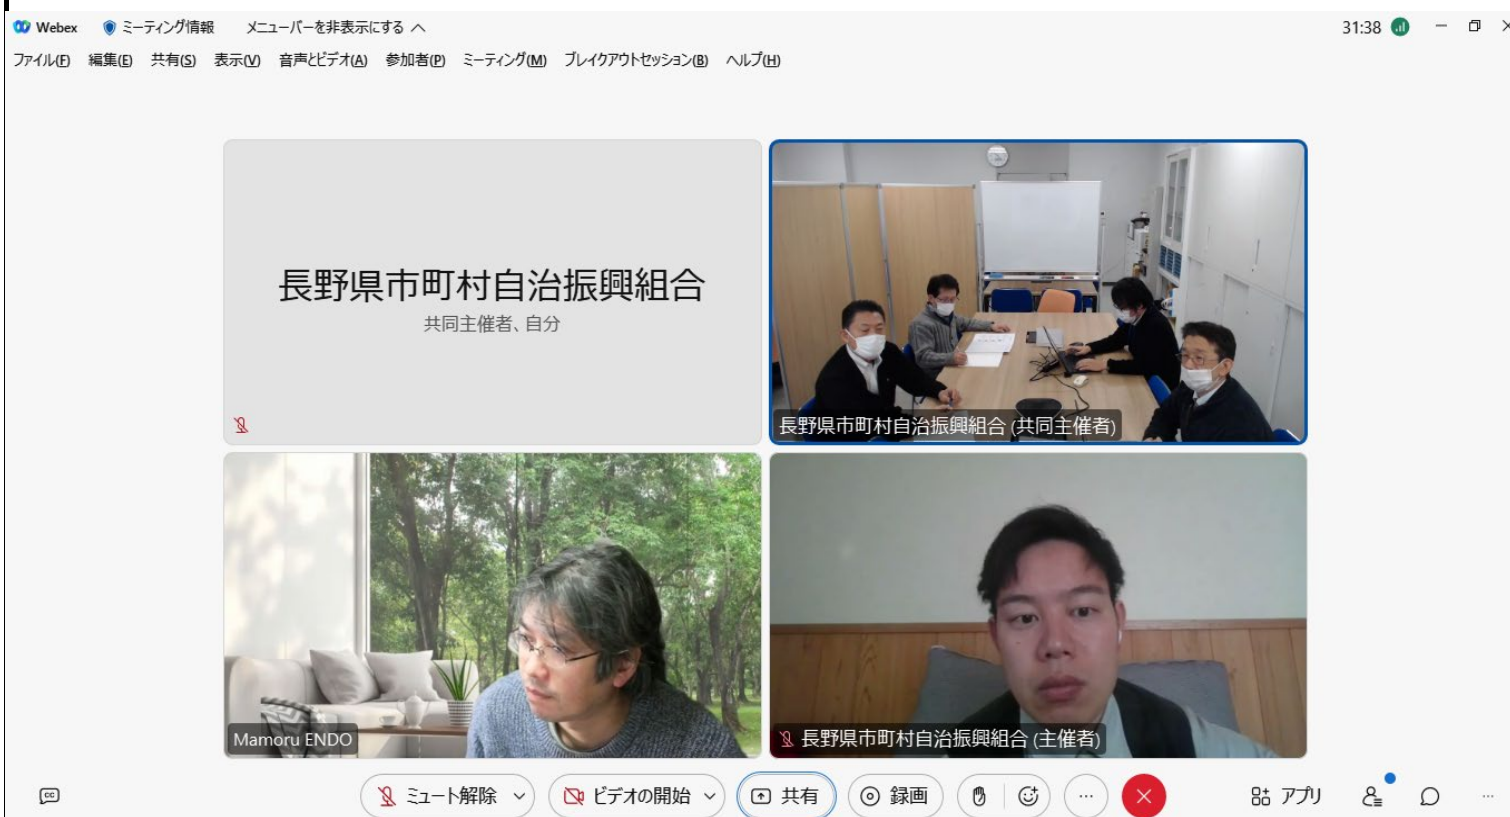 Webex ミーティング情報 メニューバーを非表示にする 31:38
ファイル(F) 編集(E) 共有(S) 表示(V) 音声とビデオ(A) 参加者(P) ミーティング(M) ブレイクアウトセッション(B) ヘルプ(H)
長野県市町村自治振興組合
共同主催者、自分
長野県市町村自治振興組合 (共同主催者)
Mamoru ENDO
長野県市町村自治振興組合 (主催者)
CC ミュート解除 ビデオの開始 共有 録画 アプリ